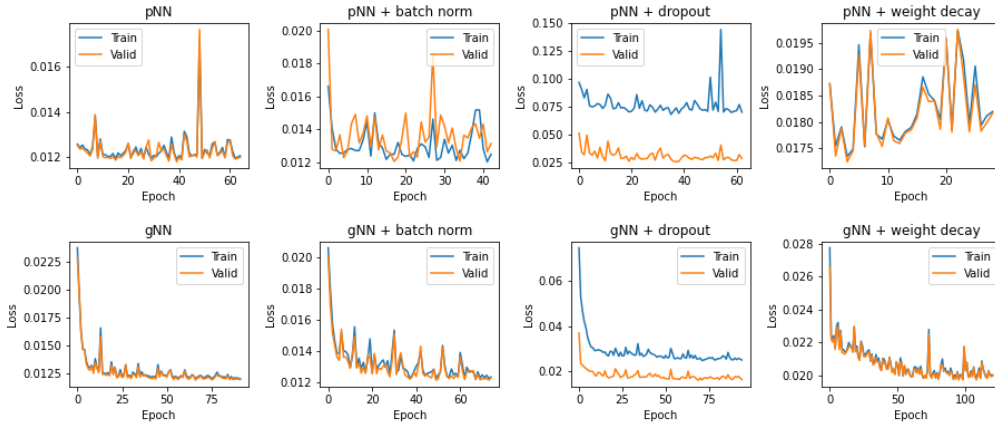 pNN
Loss
0.016
0.014
0.012
0 20 40 60
Epoch
Train
Valid
pNN + batch norm
Loss
0.020
0.018
0.016
0.014
0.012
0 10 20 30 40
Epoch
Train
Valid
pNN + dropout
Loss
0.150
0.125
0.100
0.075
0.050
0.025
0 20 40 60
Epoch
Train
Valid
pNN + weight decay
Loss
0.0195
0.0190
0.0185
0.0180
0.0175
0 10 20
Epoch
Train
Valid
gNN
Loss
0.0225
0.0200
0.0175
0.0150
0.0125
0 25 50 75
Epoch
Train
Valid
gNN + batch norm
Loss
0.020
0.018
0.016
0.014
0.012
0 20 40 60
Epoch
Train
Valid
gNN + dropout
Loss
0.06
0.04
0.02
0 25 50 75
Epoch
Train
Valid
gNN + weight decay
Loss
0.028
0.026
0.024
0.022
0.020
0 50 100
Epoch
Train
Valid